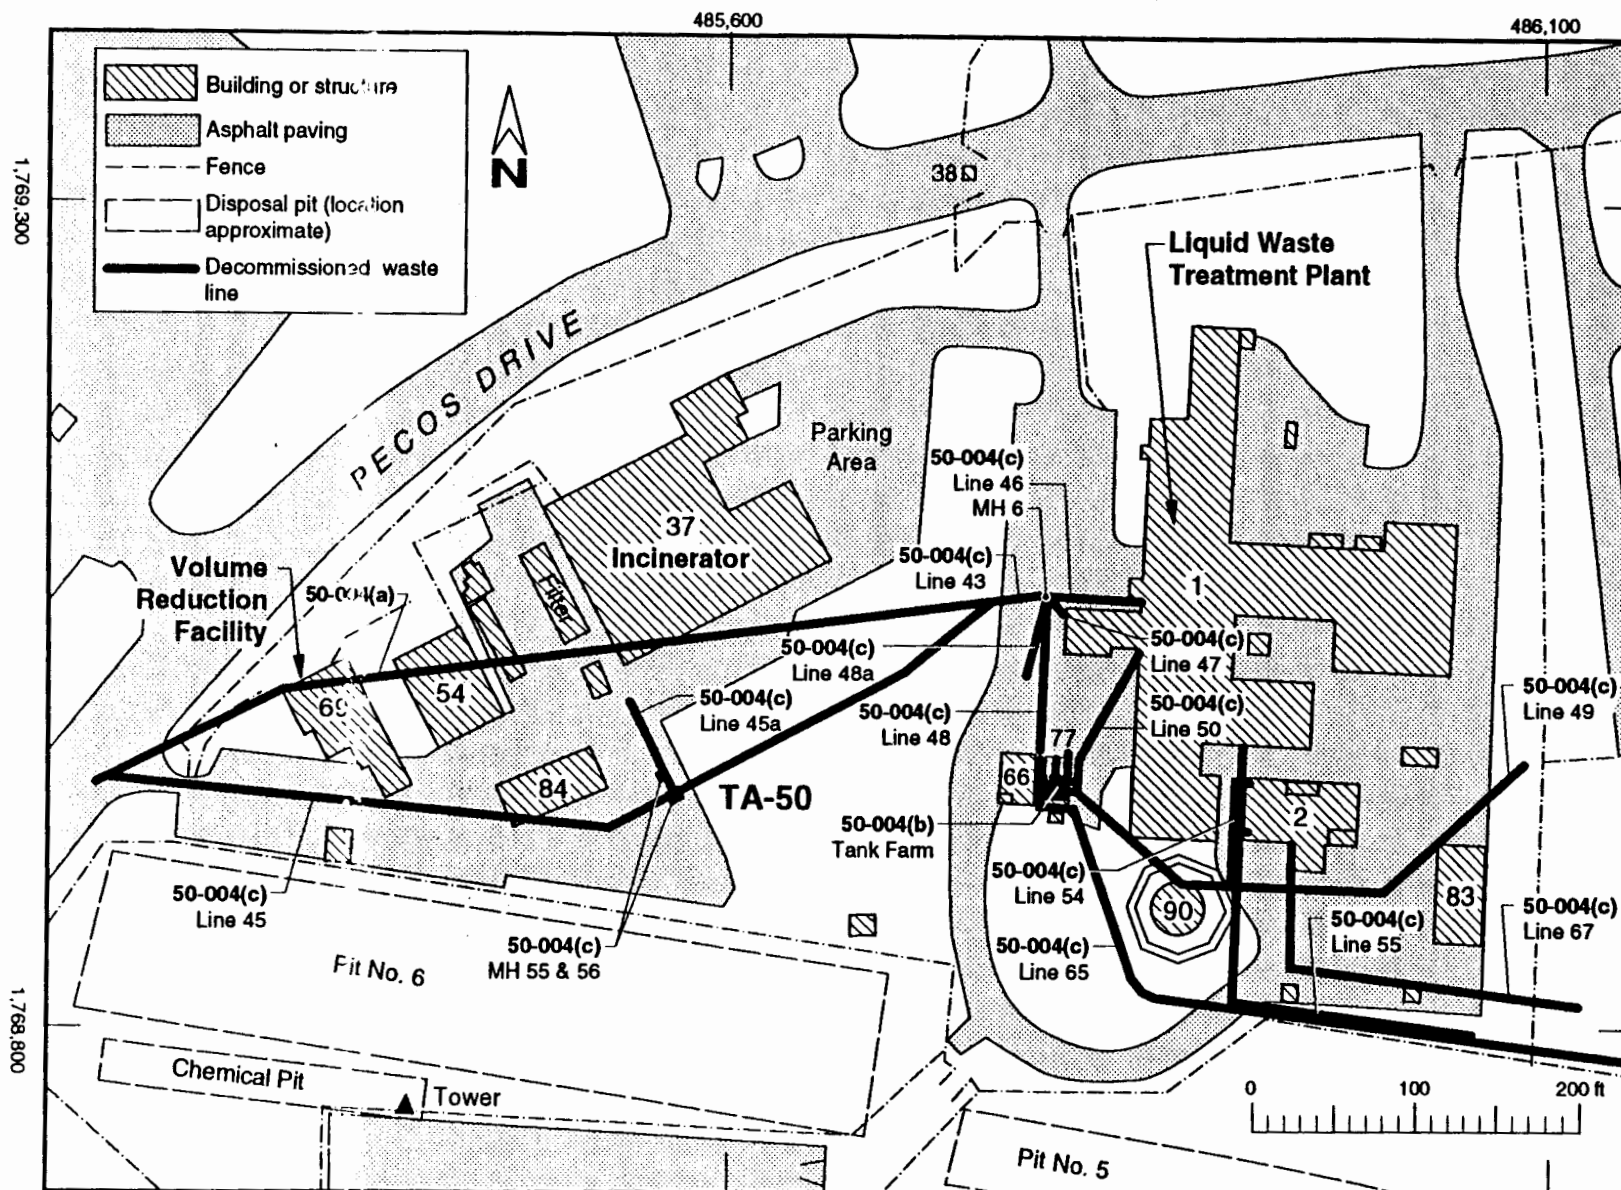 485,600
486,100
1,769,300
1,768,800
Building or structure
Asphalt paving
Fence
Disposal pit (location
approximate)
Decommissioned waste
line
N
38
PECOS DRIVE
Liquid Waste
Treatment Plant
Parking
Area
37
Incinerator
Filter
Volume
Reduction
Facility
50-004(a)
69
54
84
50-004(c)
Line 46
MH 6
50-004(c)
Line 43
1
50-004(c)
Line 47
50-004(c)
Line 48a
50-004(c)
Line 45a
50-004(c)
Line 48
50-004(c)
Line 50
50-004(c)
Line 49
77
66
TA-50
2
50-004(b)
Tank Farm
50-004(c)
Line 54
90
83
50-004(c)
Line 45
50-004(c)
MH 55 & 56
50-004(c)
Line 65
50-004(c)
Line 55
50-004(c)
Line 67
Pit No. 6
Chemical Pit
Tower
Pit No. 5
0 100 200 ft